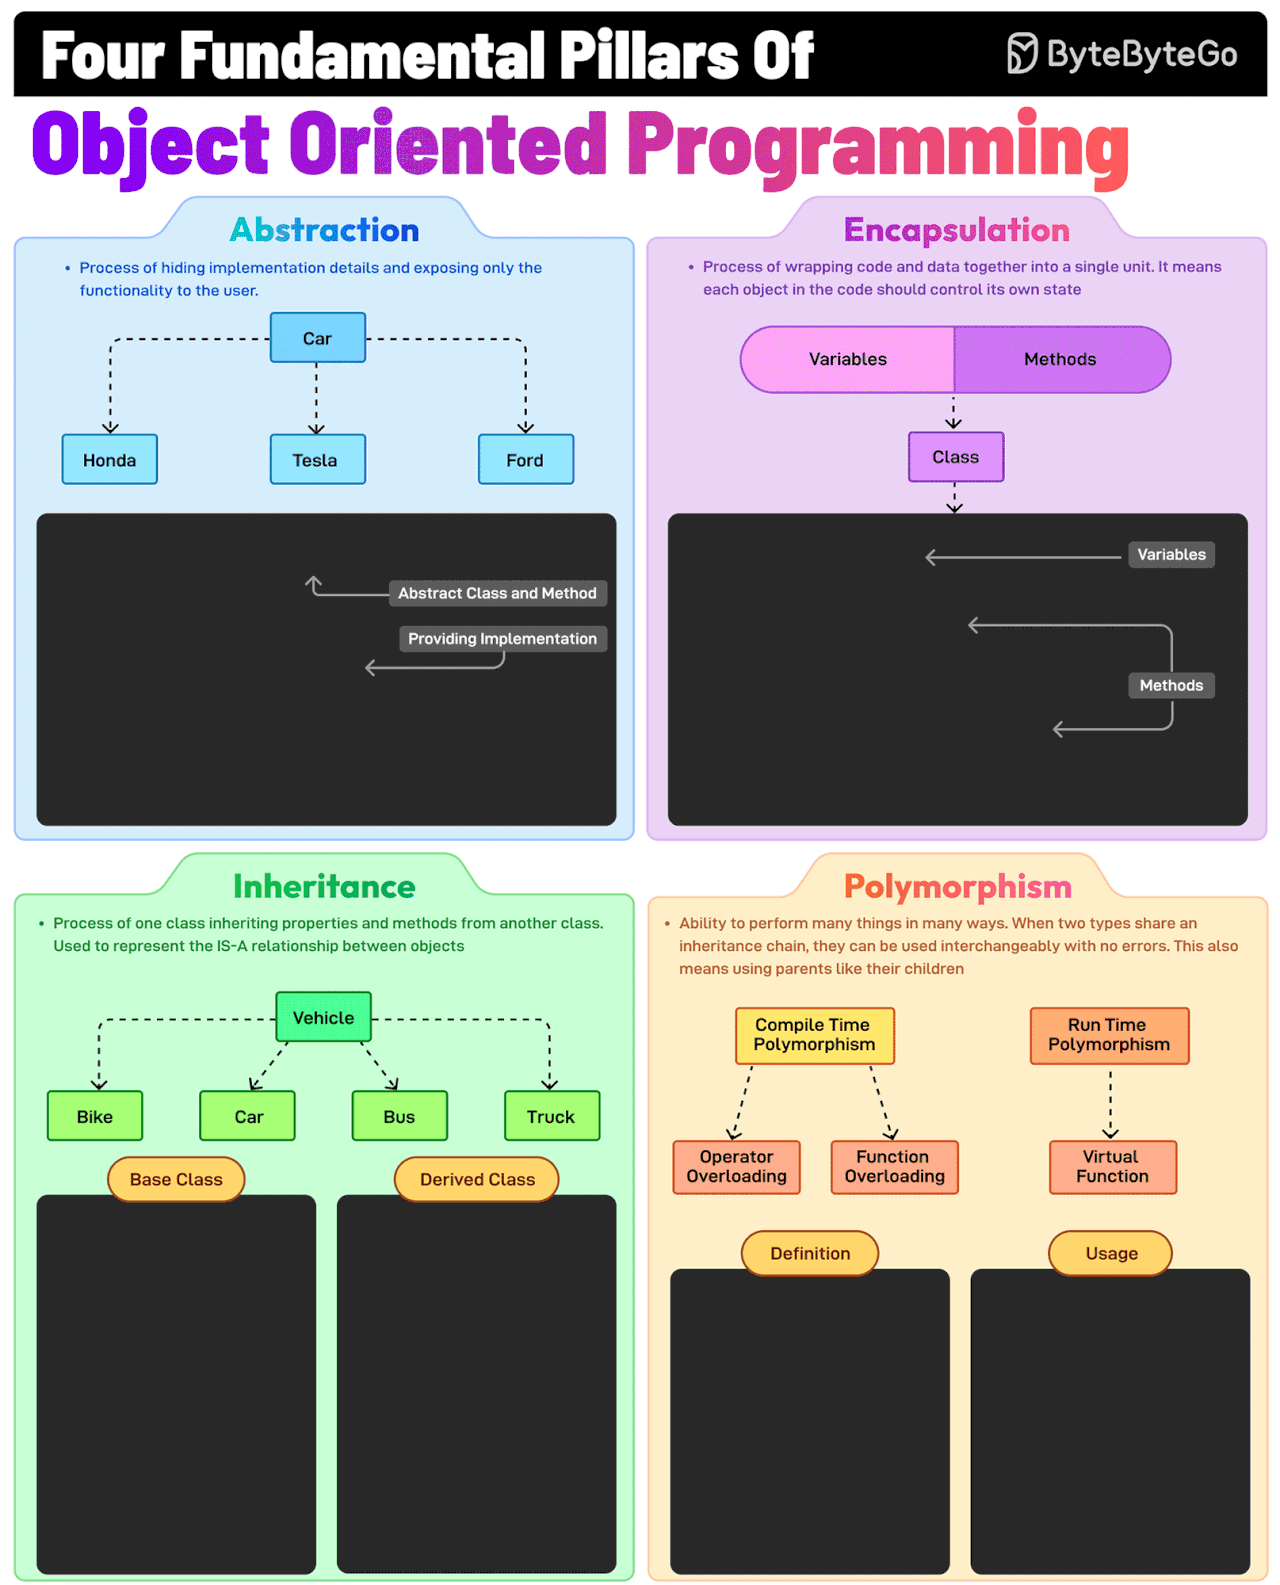 Four Fundamental Pillars Of
ByteByteGo
Object Oriented Programming
Abstraction
• Process of hiding implementation details and exposing only the
functionality to the user.
Car
Honda
Tesla
Ford
Abstract Class and Method
Providing Implementation
Encapsulation
• Process of wrapping code and data together into a single unit. It means
each object in the code should control its own state
Variables
Methods
Class
Variables
Methods
Inheritance
• Process of one class inheriting properties and methods from another class.
Used to represent the IS-A relationship between objects
Vehicle
Bike
Car
Bus
Truck
Base Class
Derived Class
Polymorphism
• Ability to perform many things in many ways. When two types share an
inheritance chain, they can be used interchangeably with no errors. This also
means using parents like their children
Compile Time
Polymorphism
Run Time
Polymorphism
Operator
Overloading
Function
Overloading
Virtual
Function
Definition
Usage